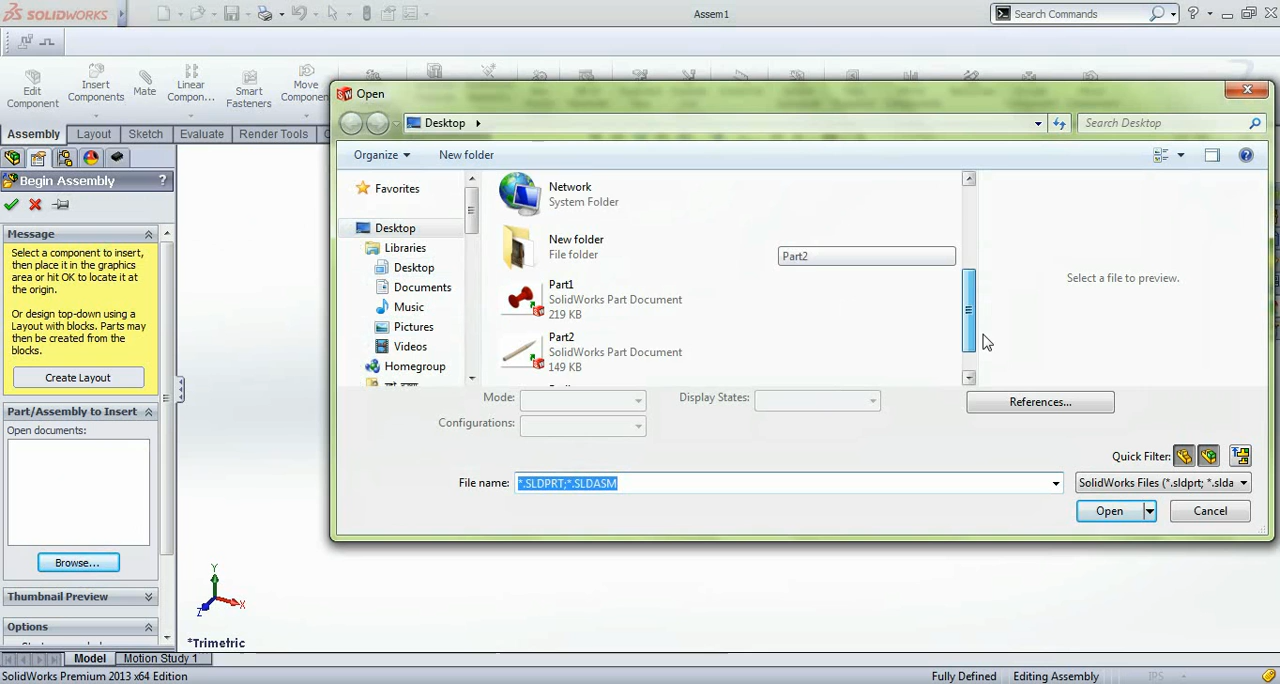 SOLIDWORKS
Assem1
Search Commands
Edit Component
Insert Components
Mate
Linear Compon...
Smart Fasteners
Move Component
Assembly
Layout
Sketch
Evaluate
Render Tools
Begin Assembly
?
Message
Select a component to insert,
then place it in the graphics
area or hit OK to locate it at
the origin.
Or design top-down using a
Layout with blocks. Parts may
then be created from the
blocks.
Create Layout
Part/Assembly to Insert
Open documents:
Browse...
Thumbnail Preview
Options
Open
Desktop
Search Desktop
Organize
New folder
Favorites
Desktop
Libraries
Desktop
Documents
Music
Pictures
Videos
Homegroup
Network
System Folder
New folder
File folder
Part1
SolidWorks Part Document
219 KB
Part2
SolidWorks Part Document
149 KB
Part2
Select a file to preview.
Mode:
Display States:
References...
Configurations:
Quick Filter:
File name:
*.SLDPRT;*.SLDASM
SolidWorks Files (*.sldprt; *.slda
Open
Cancel
Y
X
Z
*Trimetric
Model
Motion Study 1
SolidWorks Premium 2013 x64 Edition
Fully Defined
Editing Assembly
IPS